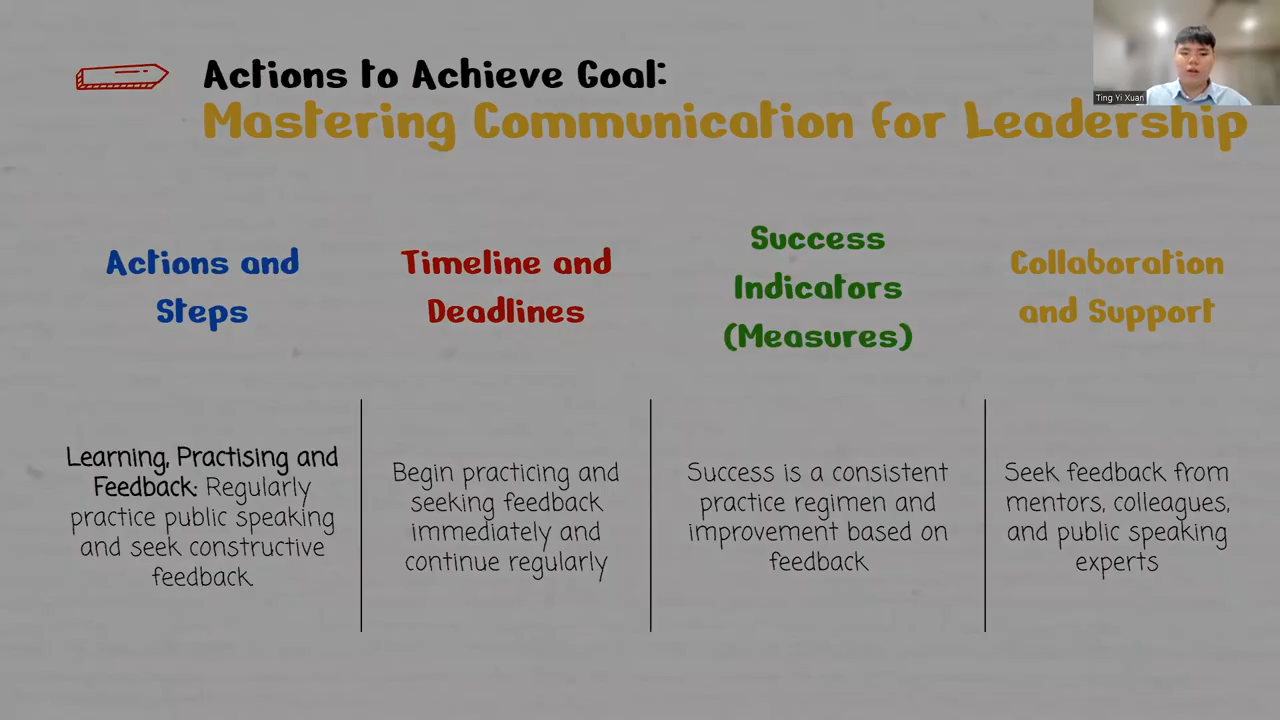 Actions to Achieve Goal:
Mastering Communication for Leadership
Ting Yi Xuan
Actions and
Steps
Timeline and
Deadlines
Success
Indicators
(Measures)
Collaboration
and Support
Learning, Practising and
Feedback: Regularly
practice public speaking
and seek constructive
feedback
Begin practicing and
seeking feedback
immediately and
continue regularly
Success is a consistent
practice regimen and
improvement based on
feedback
Seek feedback from
mentors, colleagues,
and public speaking
experts